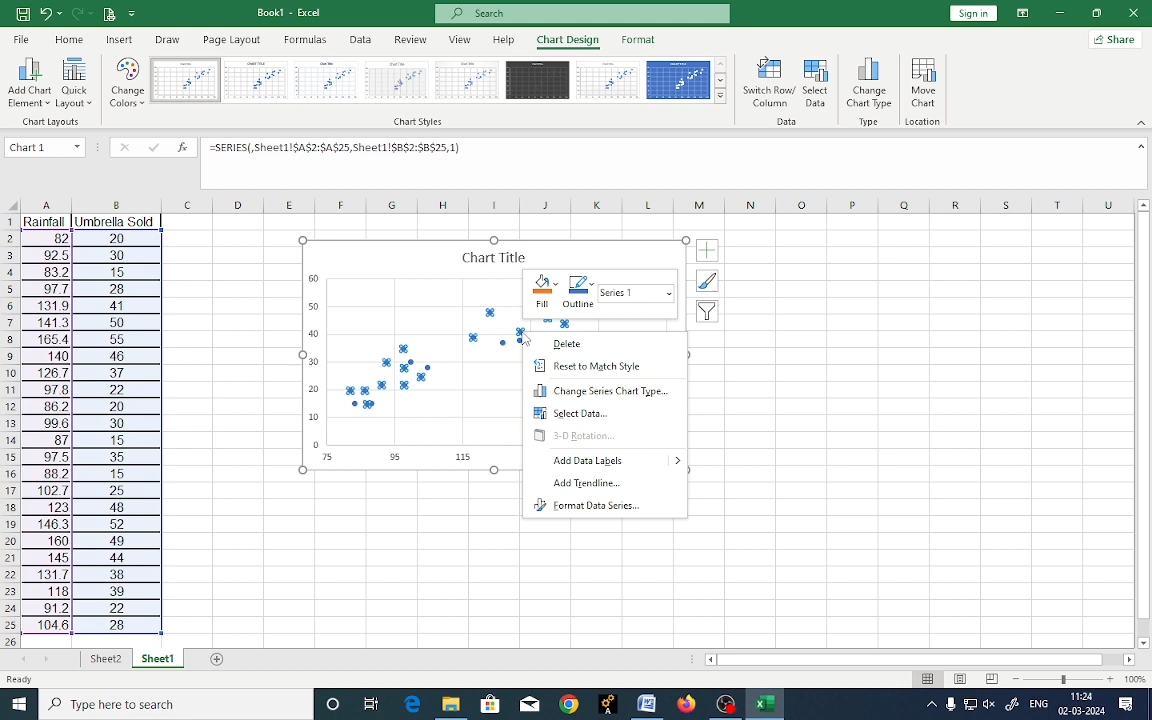 Book1 - Excel
Search
Sign in
File Home Insert Draw Page Layout Formulas Data Review View Help Chart Design Format Share
Add Chart Element
Quick Layout
Change Colors
Switch Row/ Column
Select Data
Change Chart Type
Move Chart
Chart Layouts Chart Styles Data Type Location
Chart 1 fx =SERIES(,Sheet1!$A$2:$A$25,Sheet1!$B$2:$B$25,1)
A B C D E F G H I J K L M N O P Q R S T U
1 Rainfall Umbrella Sold
2 82 20
3 92.5 30
4 83.2 15
5 97.7 28
6 131.9 41
7 141.3 50
8 165.4 55
9 140 46
10 126.7 37
11 97.8 22
12 86.2 20
13 99.6 30
14 87 15
15 97.5 35
16 88.2 15
17 102.7 25
18 123 48
19 146.3 52
20 160 49
21 145 44
22 131.7 38
23 118 39
24 91.2 22
25 104.6 28
26
Chart Title
60
50
40
30
20
10
0
75 95 115
Fill Outline Series 1
Delete
Reset to Match Style
Change Series Chart Type...
Select Data...
3-D Rotation...
Add Data Labels
Add Trendline...
Format Data Series...
Sheet2 Sheet1
Ready 100%
Type here to search
ENG
11:24
02-03-2024